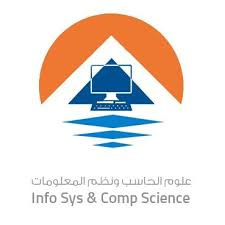 علوم الحاسب ونظم المعلومات
Info Sys & Comp Science